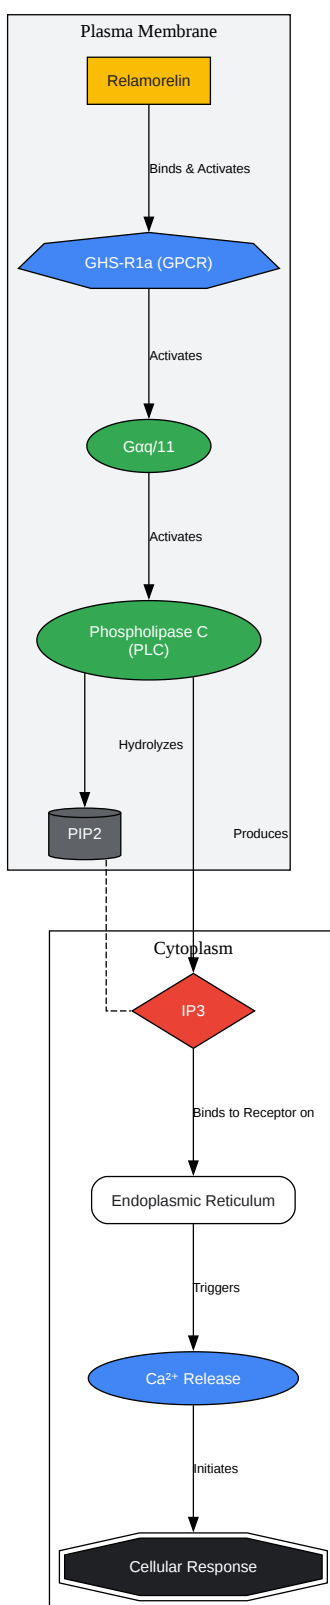 Plasma Membrane
Relamorelin
Binds & Activates
GHS-R1a (GPCR)
Activates
Gαq/11
Activates
Phospholipase C
(PLC)
Hydrolyzes
PIP2
Produces
Cytoplasm
IP3
Binds to Receptor on
Endoplasmic Reticulum
Triggers
Ca²⁺ Release
Initiates
Cellular Response